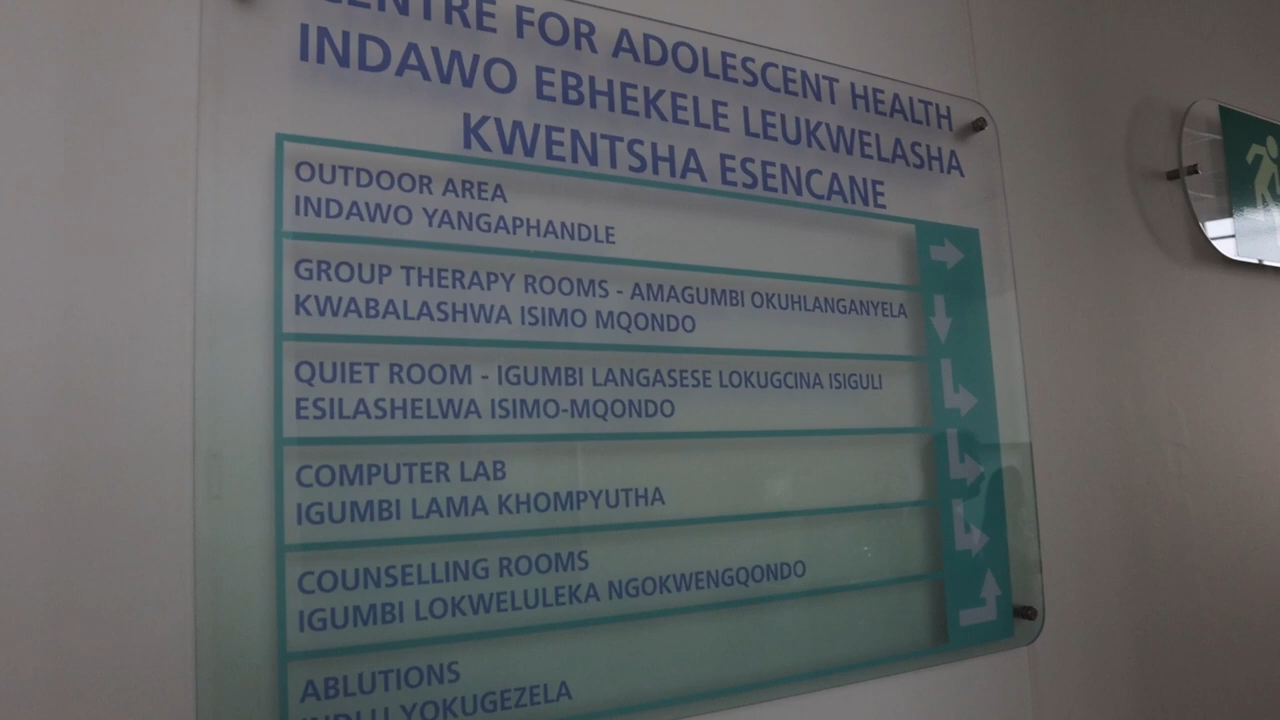 CENTRE FOR ADOLESCENT HEALTH
INDAWO EBHEKELE LEUKWELASHA
KWENTSHA ESENCANE
OUTDOOR AREA
INDAWO YANGAPHANDLE
GROUP THERAPY ROOMS - AMAGUMBI OKUHLANGANYELA
KWABALASHWA ISIMO MQONDO
QUIET ROOM - IGUMBI LANGASESE LOKUGCINA ISIGULI
ESILASHELWA ISIMO-MQONDO
COMPUTER LAB
IGUMBI LAMA KHOMPYUTHA
COUNSELLING ROOMS
IGUMBI LOKWELULEKA NGOKWENGQONDO
ABLUTIONS
INDLU YOKUGEZELA